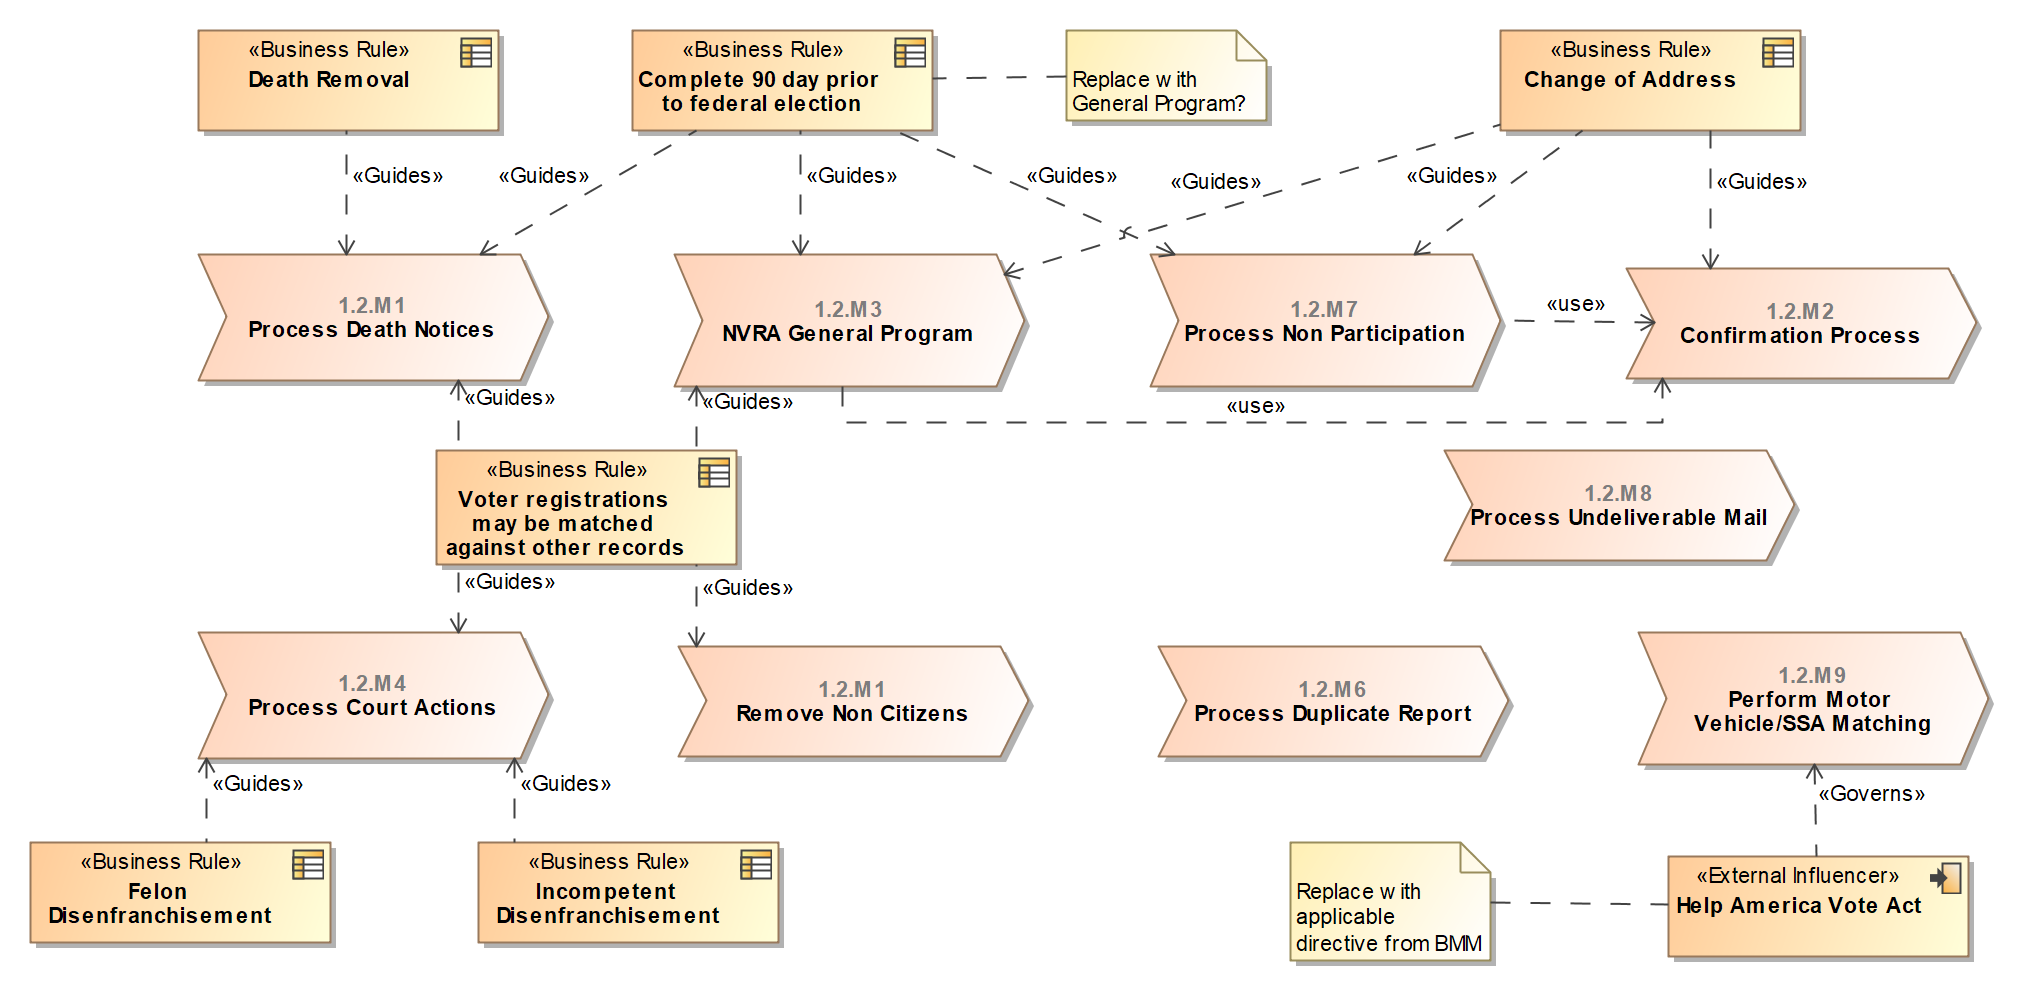 «Business Rule»
Death Removal
«Business Rule»
Complete 90 day prior
to federal election
Replace with
General Program?
«Business Rule»
Change of Address
«Guides»
«Guides»
«Guides»
«Guides»
«Guides»
«Guides»
«Guides»
1.2.M1
Process Death Notices
1.2.M3
NVRA General Program
1.2.M7
Process Non Participation
«use»
1.2.M2
Confirmation Process
«Guides»
«Guides»
«use»
«Business Rule»
Voter registrations
may be matched
against other records
1.2.M8
Process Undeliverable Mail
«Guides»
«Guides»
1.2.M4
Process Court Actions
1.2.M1
Remove Non Citizens
1.2.M6
Process Duplicate Report
1.2.M9
Perform Motor
Vehicle/SSA Matching
«Guides»
«Guides»
«Governs»
«Business Rule»
Felon
Disenfranchisement
«Business Rule»
Incompetent
Disenfranchisement
Replace with
applicable
directive from BMM
«External Influencer»
Help America Vote Act